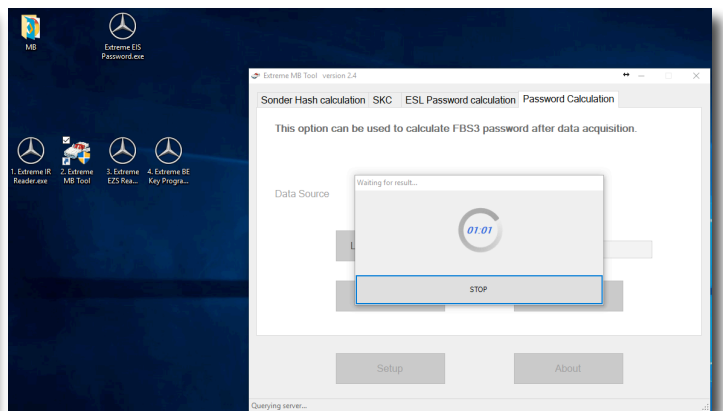 MB
Extreme EIS
Password.exe
1. Extreme IR
Reader.exe
2. Extreme
MB Tool
3. Extreme
EZS Rea...
4. Extreme BE
Key Progra...
Extreme MB Tool version 2.4
Sonder Hash calculation SKC ESL Password calculation Password Calculation
This option can be used to calculate FBS3 password after data acquisition.
Data Source
Waiting for result...
01:01
L
STOP
Setup About
Querying server...